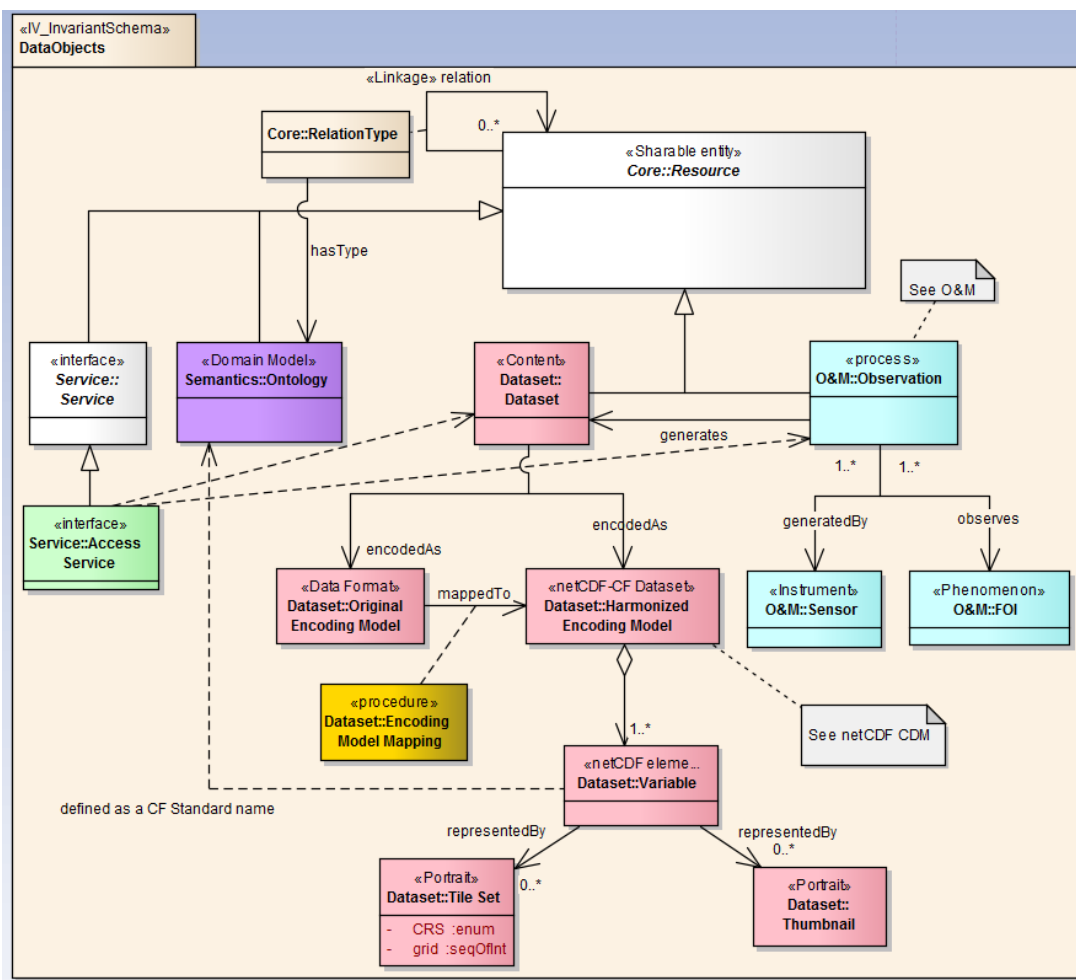 «IV_InvariantSchema»
DataObjects
«Linkage» relation
Core::RelationType
0..*
«Sharable entity»
Core::Resource
hasType
See O&M
«interface»
Service::
Service
«Domain Model»
Semantics::Ontology
«Content»
Dataset::
Dataset
«process»
O&M::Observation
generates
1..*
1..*
«interface»
Service::Access
Service
encodedAs
encodedAs
generatedBy
observes
«Data Format»
Dataset::Original
Encoding Model
mappedTo
«netCDF-CF Dataset»
Dataset::Harmonized
Encoding Model
«Instrument»
O&M::Sensor
«Phenomenon»
O&M::FOI
«procedure»
Dataset::Encoding
Model Mapping
1..*
See netCDF CDM
«netCDF eleme...
Dataset::Variable
defined as a CF Standard name
representedBy
representedBy
0..*
0..*
«Portrait»
Dataset::Tile Set
- CRS :enum
- grid :seqOfInt
«Portrait»
Dataset::
Thumbnail